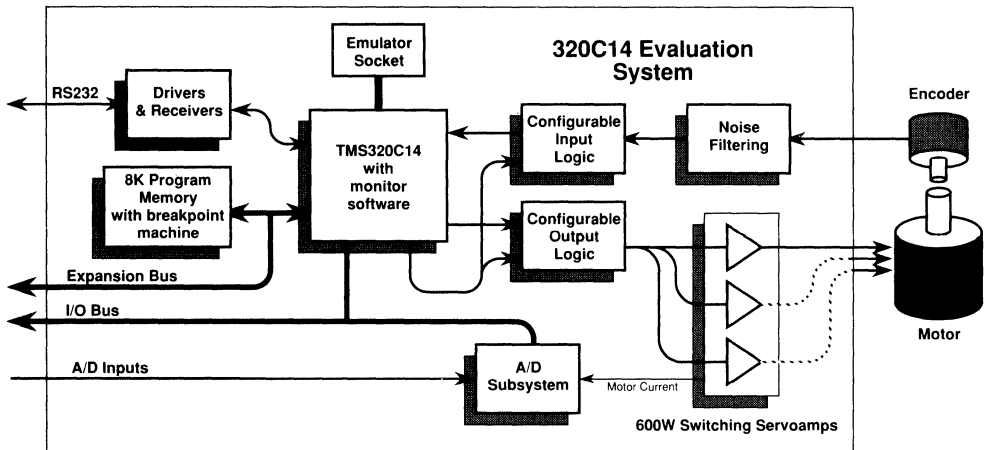 320C14 Evaluation
System
Emulator
Socket
RS232
Drivers
& Receivers
TMS320C14
with
monitor
software
Configurable
Input
Logic
Noise
Filtering
Encoder
8K Program
Memory
with breakpoint
machine
Configurable
Output
Logic
Expansion Bus
I/O Bus
A/D Inputs
A/D
Subsystem
Motor Current
600W Switching Servoamps
Motor